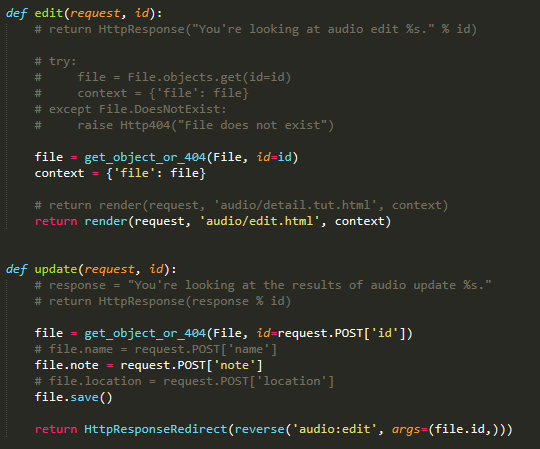 def edit(request, id):
    # return HttpResponse("You're looking at audio edit %s." % id)

    # try:
    #     file = File.objects.get(id=id)
    #     context = {'file': file}
    # except File.DoesNotExist:
    #     raise Http404("File does not exist")

    file = get_object_or_404(File, id=id)
    context = {'file': file}

    # return render(request, 'audio/detail.tut.html', context)
    return render(request, 'audio/edit.html', context)


def update(request, id):
    # response = "You're looking at the results of audio update %s."
    # return HttpResponse(response % id)

    file = get_object_or_404(File, id=request.POST['id'])
    # file.name = request.POST['name']
    file.note = request.POST['note']
    # file.location = request.POST['location']
    file.save()

    return HttpResponseRedirect(reverse('audio:edit', args=(file.id,)))